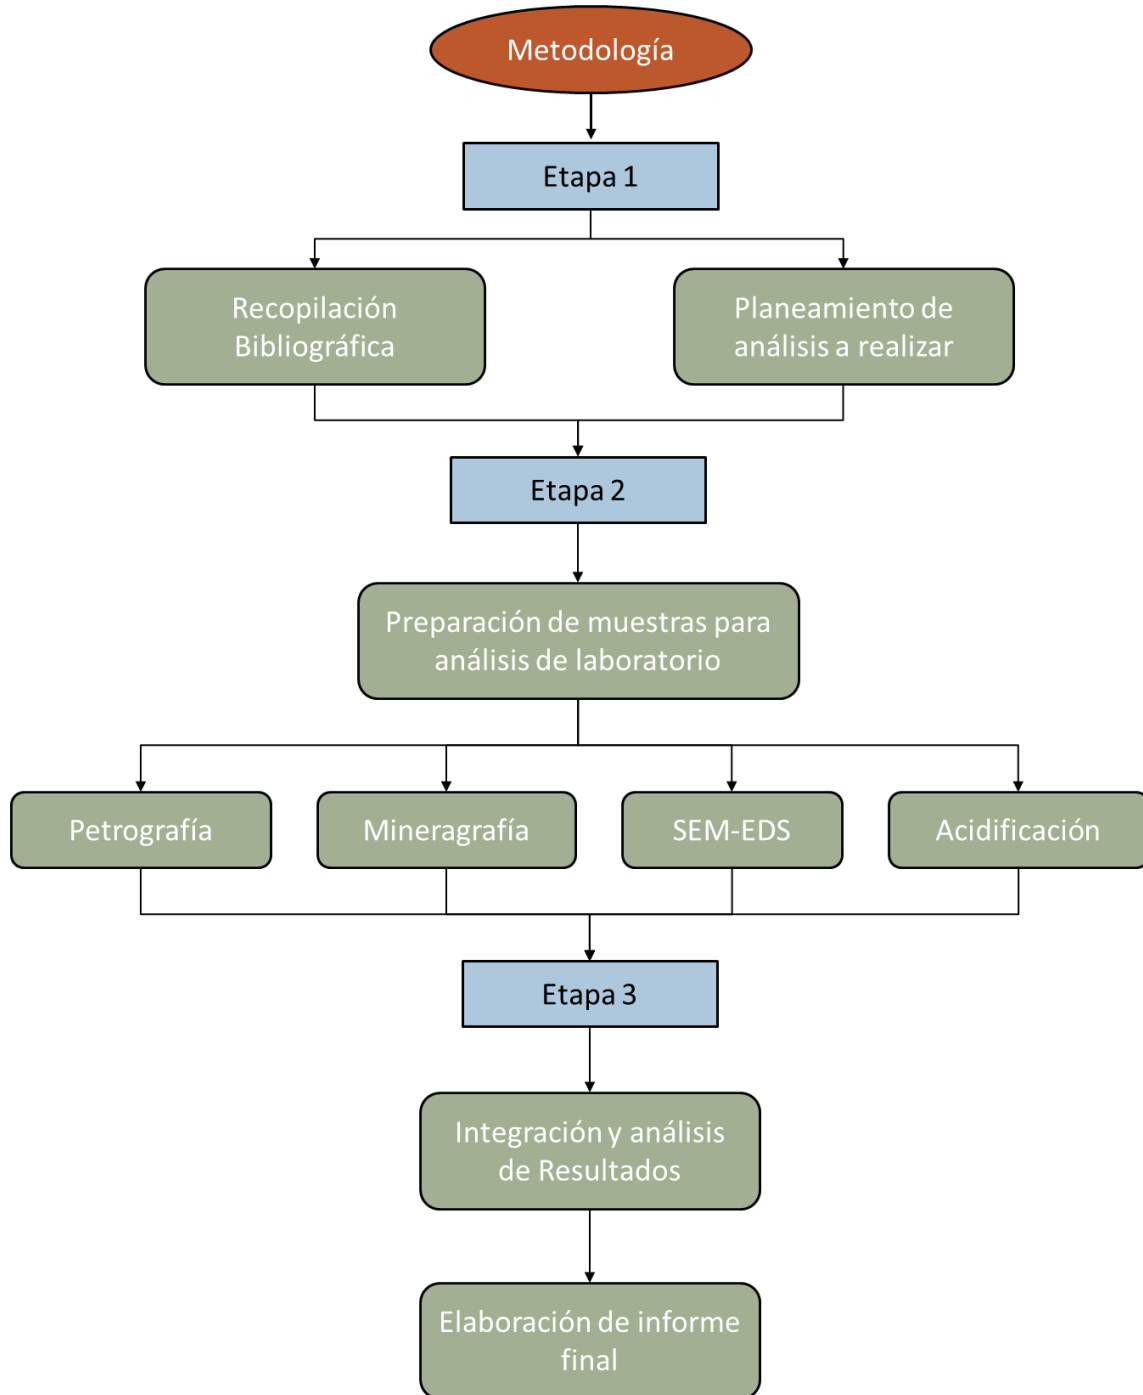 Metodología
Etapa 1
Recopilación
Bibliográfica
Planeamiento de
análisis a realizar
Etapa 2
Preparación de muestras para
análisis de laboratorio
Petrografía
Mineragrafía
SEM-EDS
Acidificación
Etapa 3
Integración y análisis
de Resultados
Elaboración de informe
final